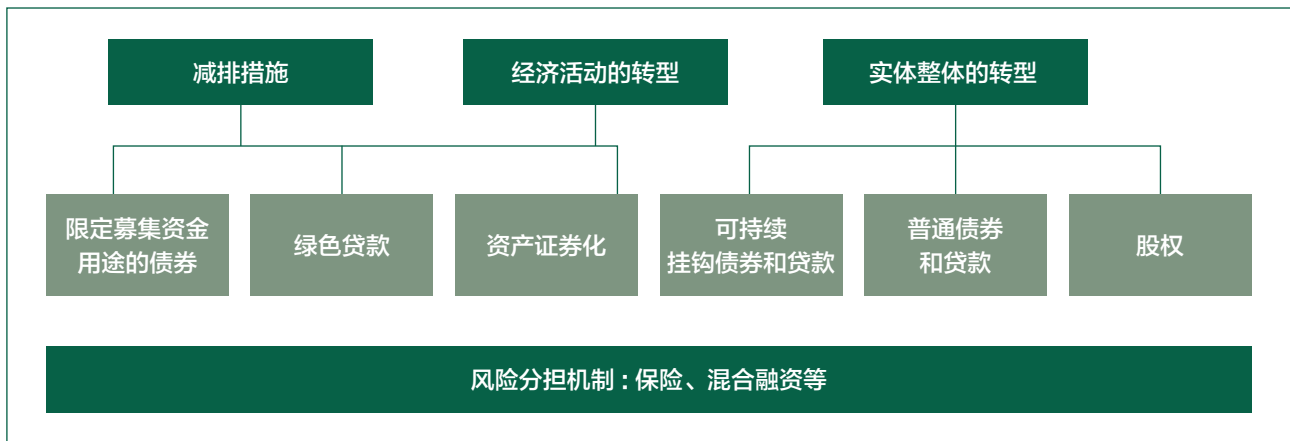 减排措施
经济活动的转型
实体整体的转型
限定募集资金
用途的债券
绿色贷款
资产证券化
可持续
挂钩债券和贷款
普通债券
和贷款
股权
风险分担机制：保险、混合融资等